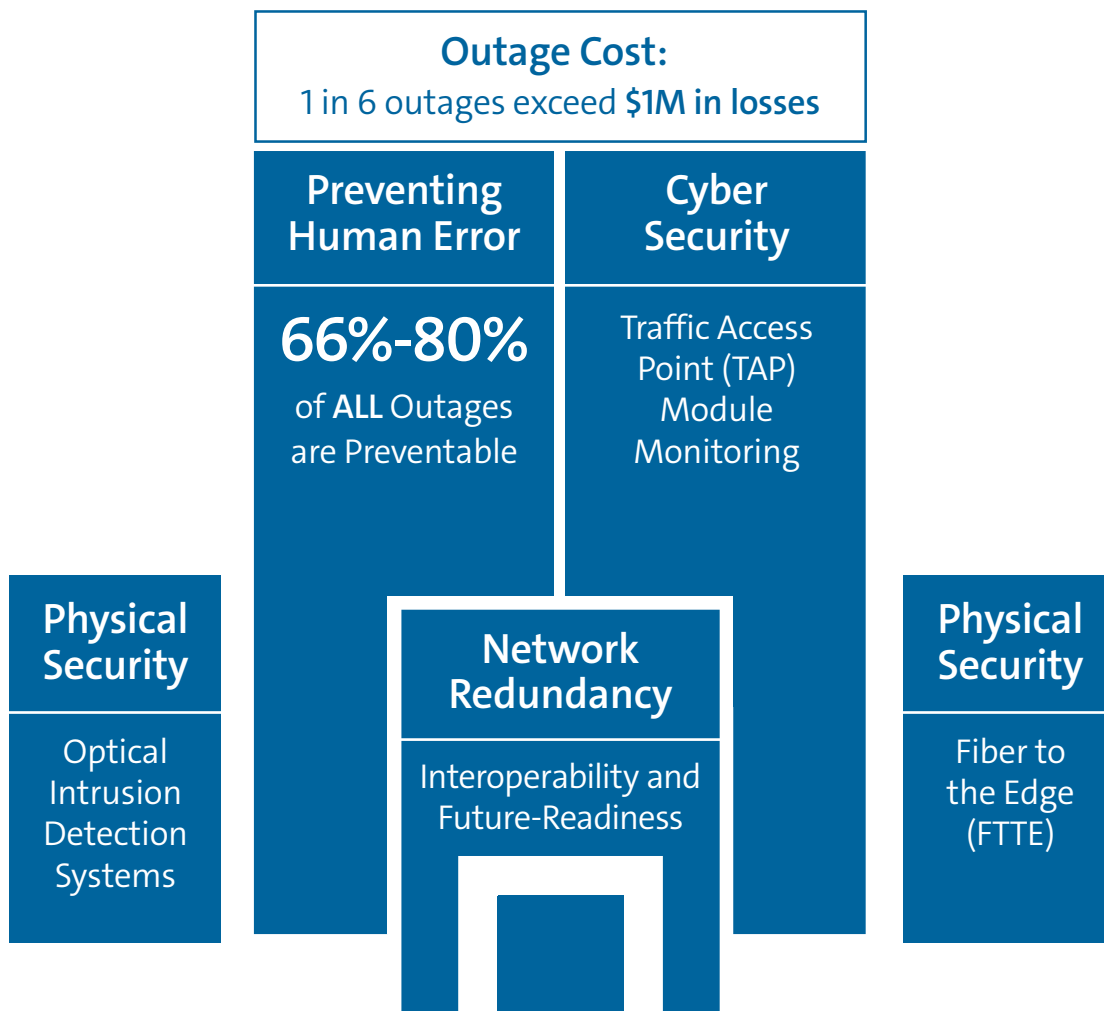 Outage Cost:
1 in 6 outages exceed $1M in losses
Preventing
Human Error
66%-80%
of ALL Outages
are Preventable
Cyber
Security
Traffic Access
Point (TAP)
Module
Monitoring
Physical
Security
Optical
Intrusion
Detection
Systems
Network
Redundancy
Interoperability and
Future-Readiness
Physical
Security
Fiber to
the Edge
(FTTE)